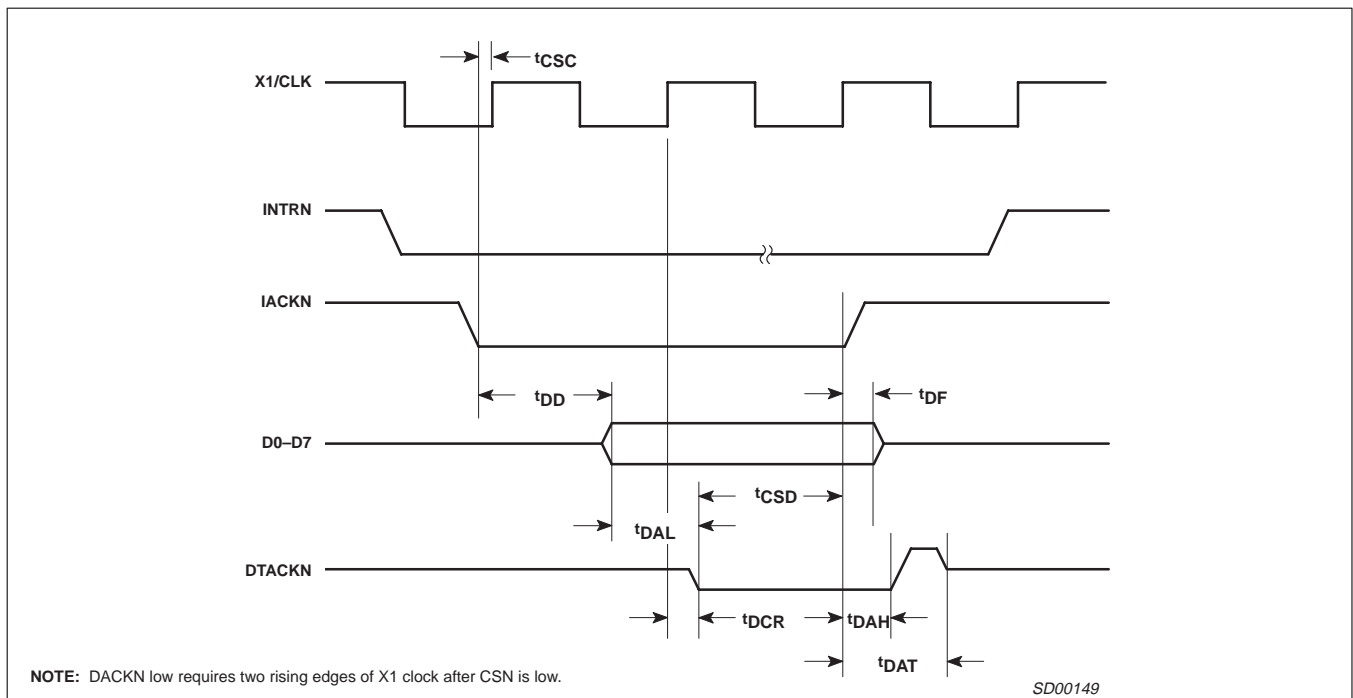 tCSC
X1/CLK
INTRN
IACKN
tDD
tDF
D0–D7
tCSD
tDAL
DTACKN
tDCR
tDAH
tDAT
NOTE: DACKN low requires two rising edges of X1 clock after CSN is low.
SD00149